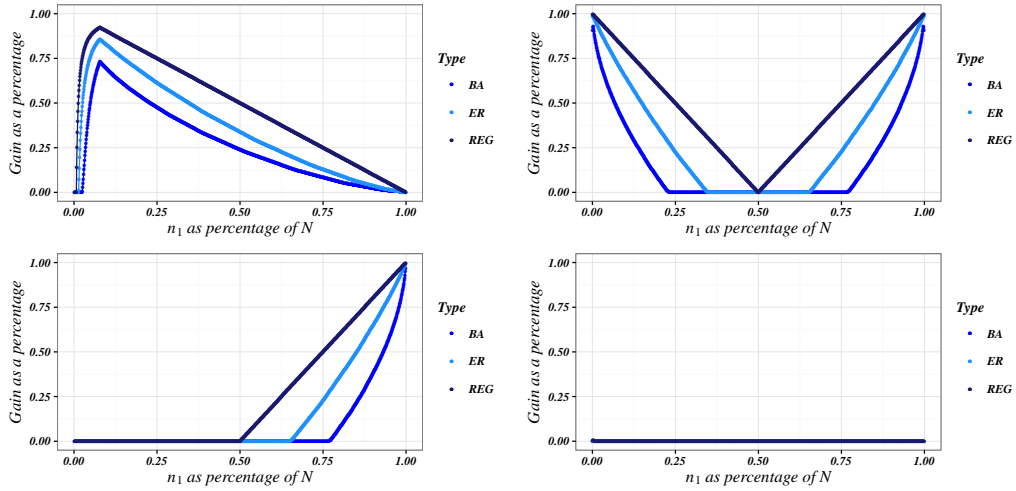 Gain as a percentage
1.00
0.75
0.50
0.25
0.00
0.00 0.25 0.50 0.75 1.00
n₁ as percentage of N
Type
BA
ER
REG
Gain as a percentage
1.00
0.75
0.50
0.25
0.00
0.00 0.25 0.50 0.75 1.00
n₁ as percentage of N
Type
BA
ER
REG
Gain as a percentage
1.00
0.75
0.50
0.25
0.00
0.00 0.25 0.50 0.75 1.00
n₁ as percentage of N
Type
BA
ER
REG
Gain as a percentage
1.00
0.75
0.50
0.25
0.00
0.00 0.25 0.50 0.75 1.00
n₁ as percentage of N
Type
BA
ER
REG